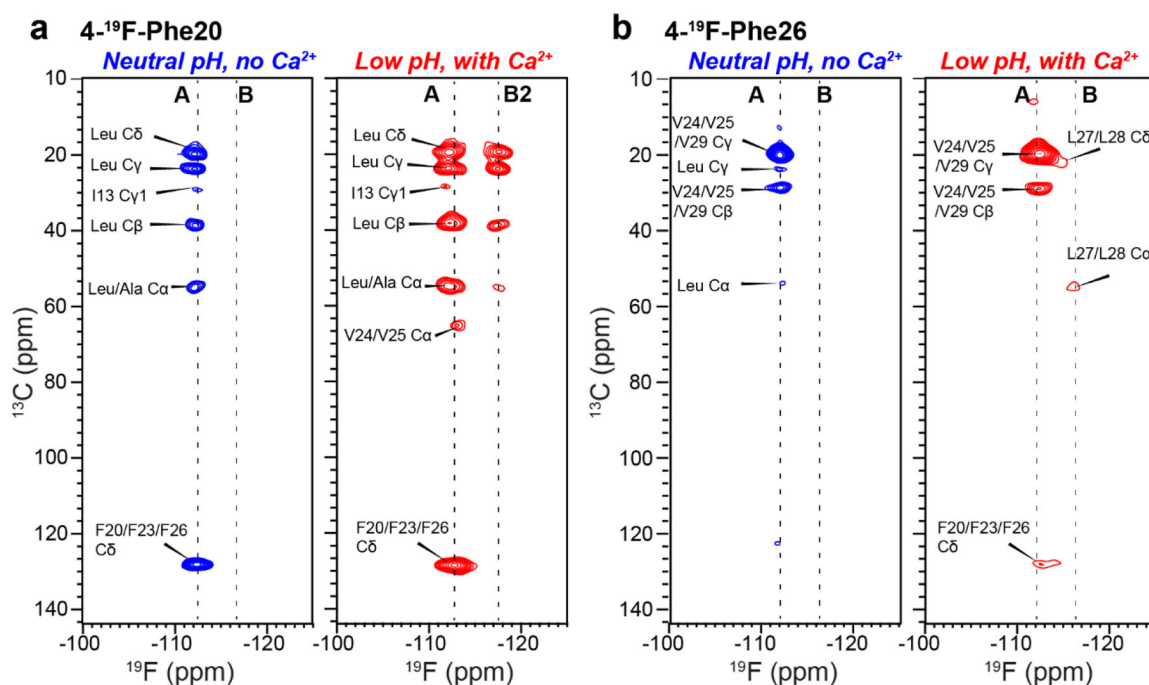 a 4-¹⁹F-Phe20
Neutral pH, no Ca²⁺
Low pH, with Ca²⁺
A B
A B2
Leu Cδ
Leu Cγ
I13 Cγ1
Leu Cβ
Leu/Ala Cα
F20/F23/F26
Cδ
Leu Cδ
Leu Cγ
I13 Cγ1
Leu Cβ
Leu/Ala Cα
V24/V25 Cα
F20/F23/F26
Cδ
10
20
40
60
80
100
120
140
¹³C (ppm)
-100 -110 -120
-100 -110 -120
¹⁹F (ppm)
¹⁹F (ppm)
b 4-¹⁹F-Phe26
Neutral pH, no Ca²⁺
Low pH, with Ca²⁺
A B
A B
V24/V25
/V29 Cγ
Leu Cγ
V24/V25
/V29 Cβ
Leu Cα
V24/V25
/V29 Cγ
V24/V25
/V29 Cβ
L27/L28 Cδ
L27/L28 Cα
F20/F23/F26
Cδ
10
20
40
60
80
100
120
140
¹³C (ppm)
-100 -110 -120
-100 -110 -120
¹⁹F (ppm)
¹⁹F (ppm)